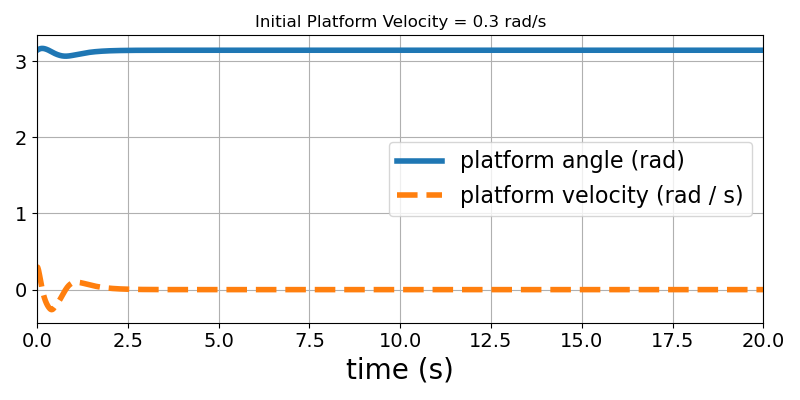 Initial Platform Velocity = 0.3 rad/s
3
2
1
0
platform angle (rad)
platform velocity (rad / s)
0.0 2.5 5.0 7.5 10.0 12.5 15.0 17.5 20.0
time (s)